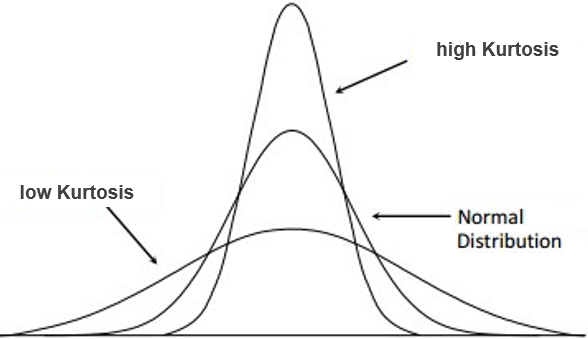 high Kurtosis
low Kurtosis
Normal
Distribution